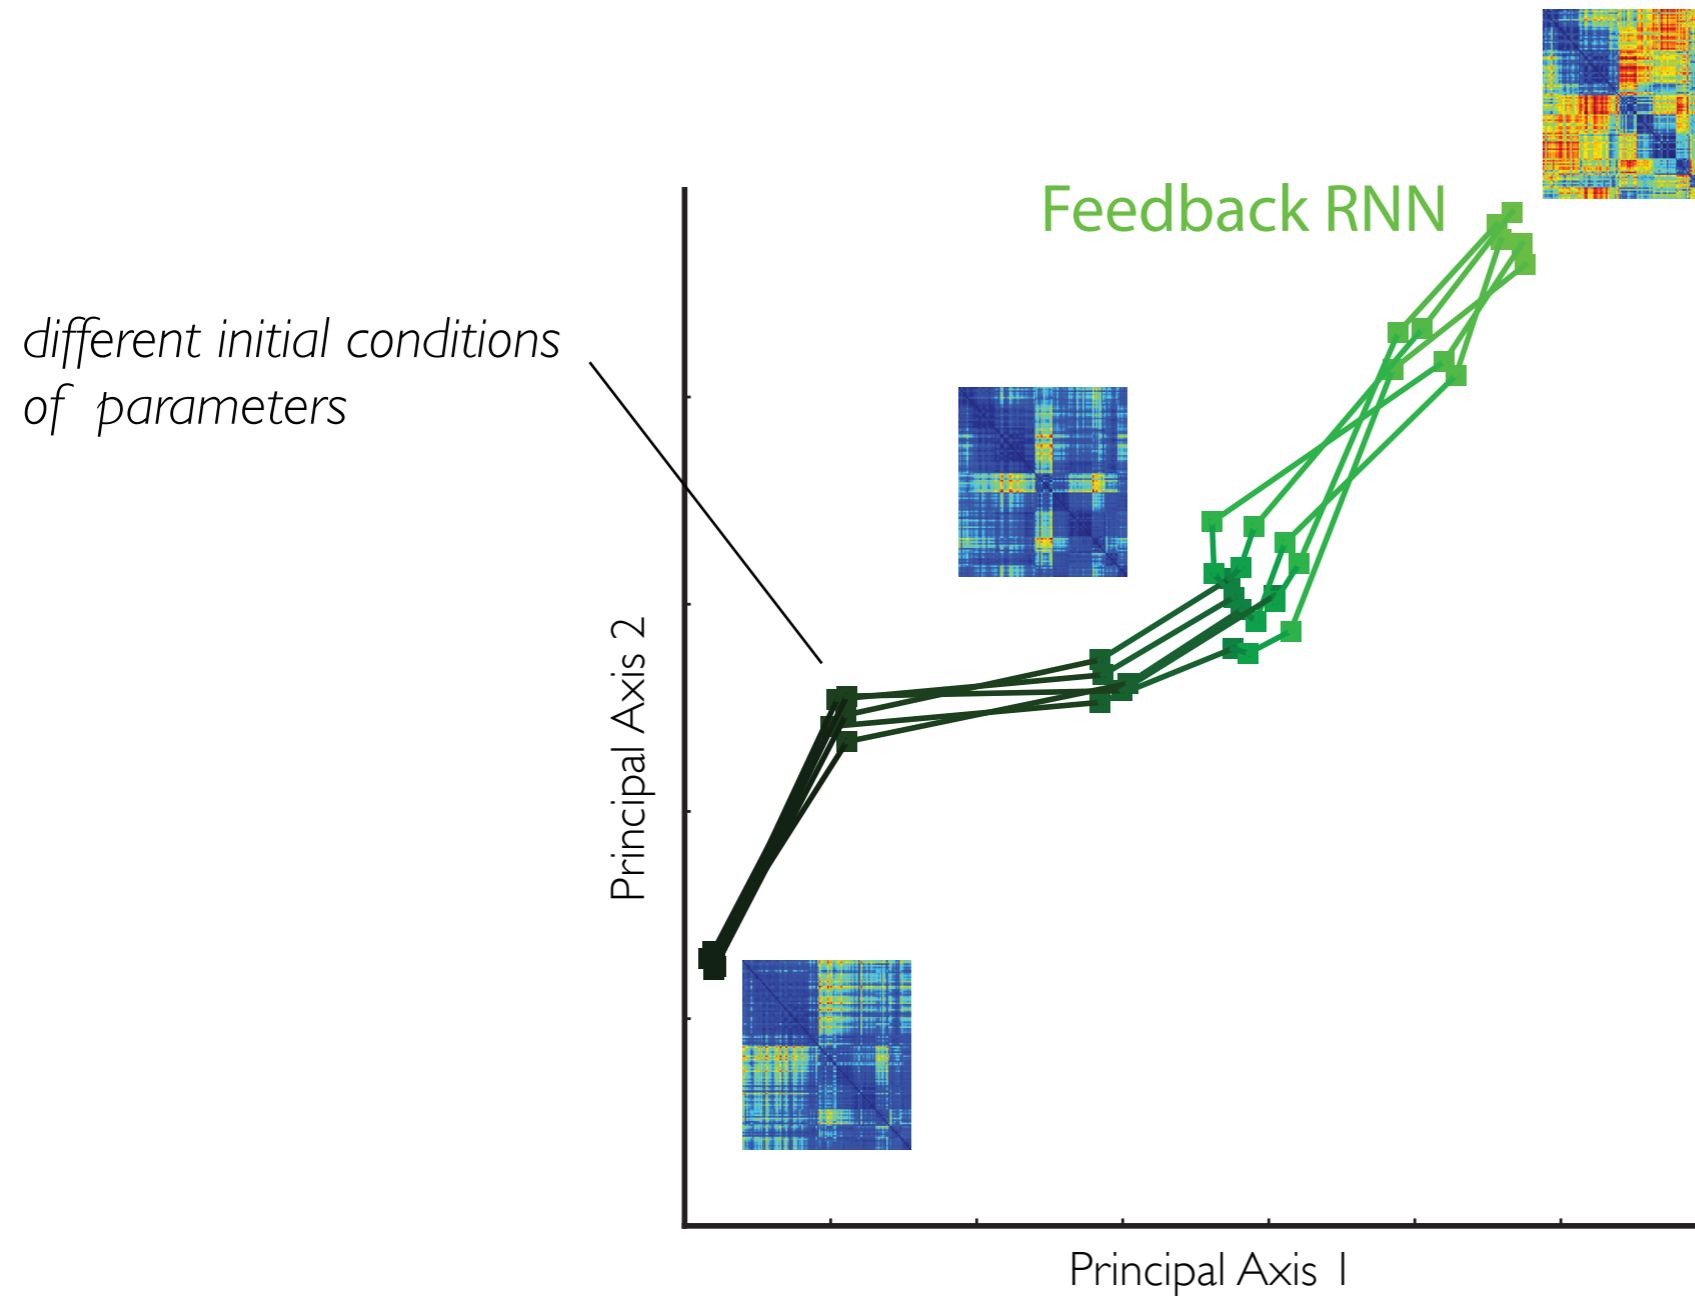 Feedback RNN
different initial conditions
of parameters
Principal Axis 2
Principal Axis 1